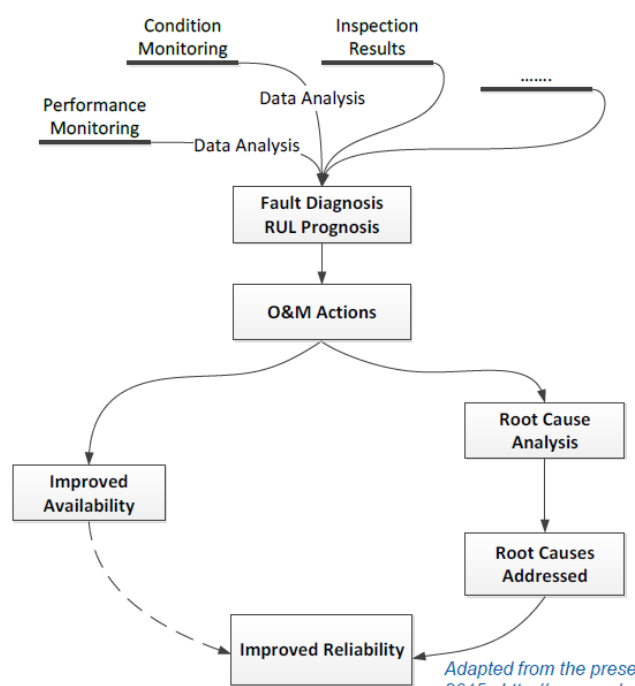 Condition
Monitoring
Inspection
Results
.......
Performance
Monitoring
Data Analysis
Data Analysis
Fault Diagnosis
RUL Prognosis
O&M Actions
Root Cause
Analysis
Improved
Availability
Root Causes
Addressed
Improved Reliability
Adapted from the